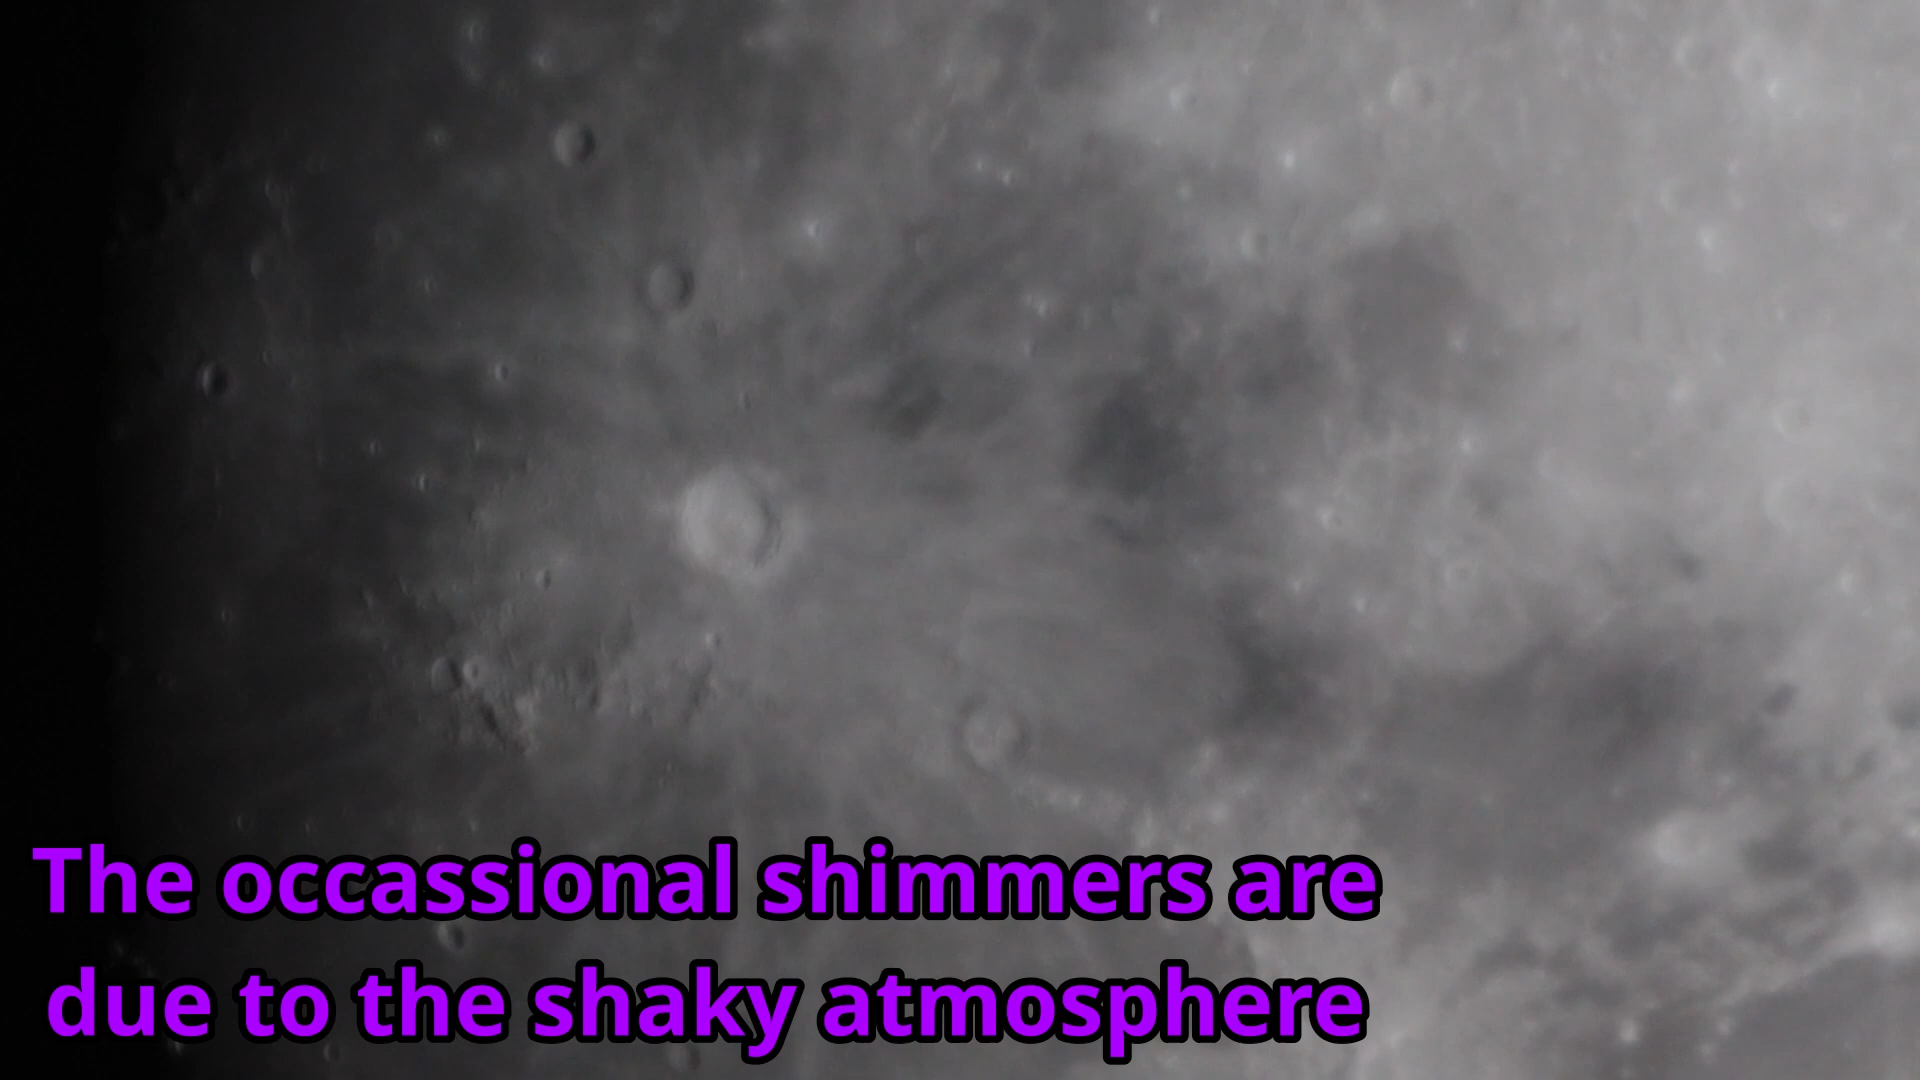 The occassional shimmers are
due to the shaky atmosphere